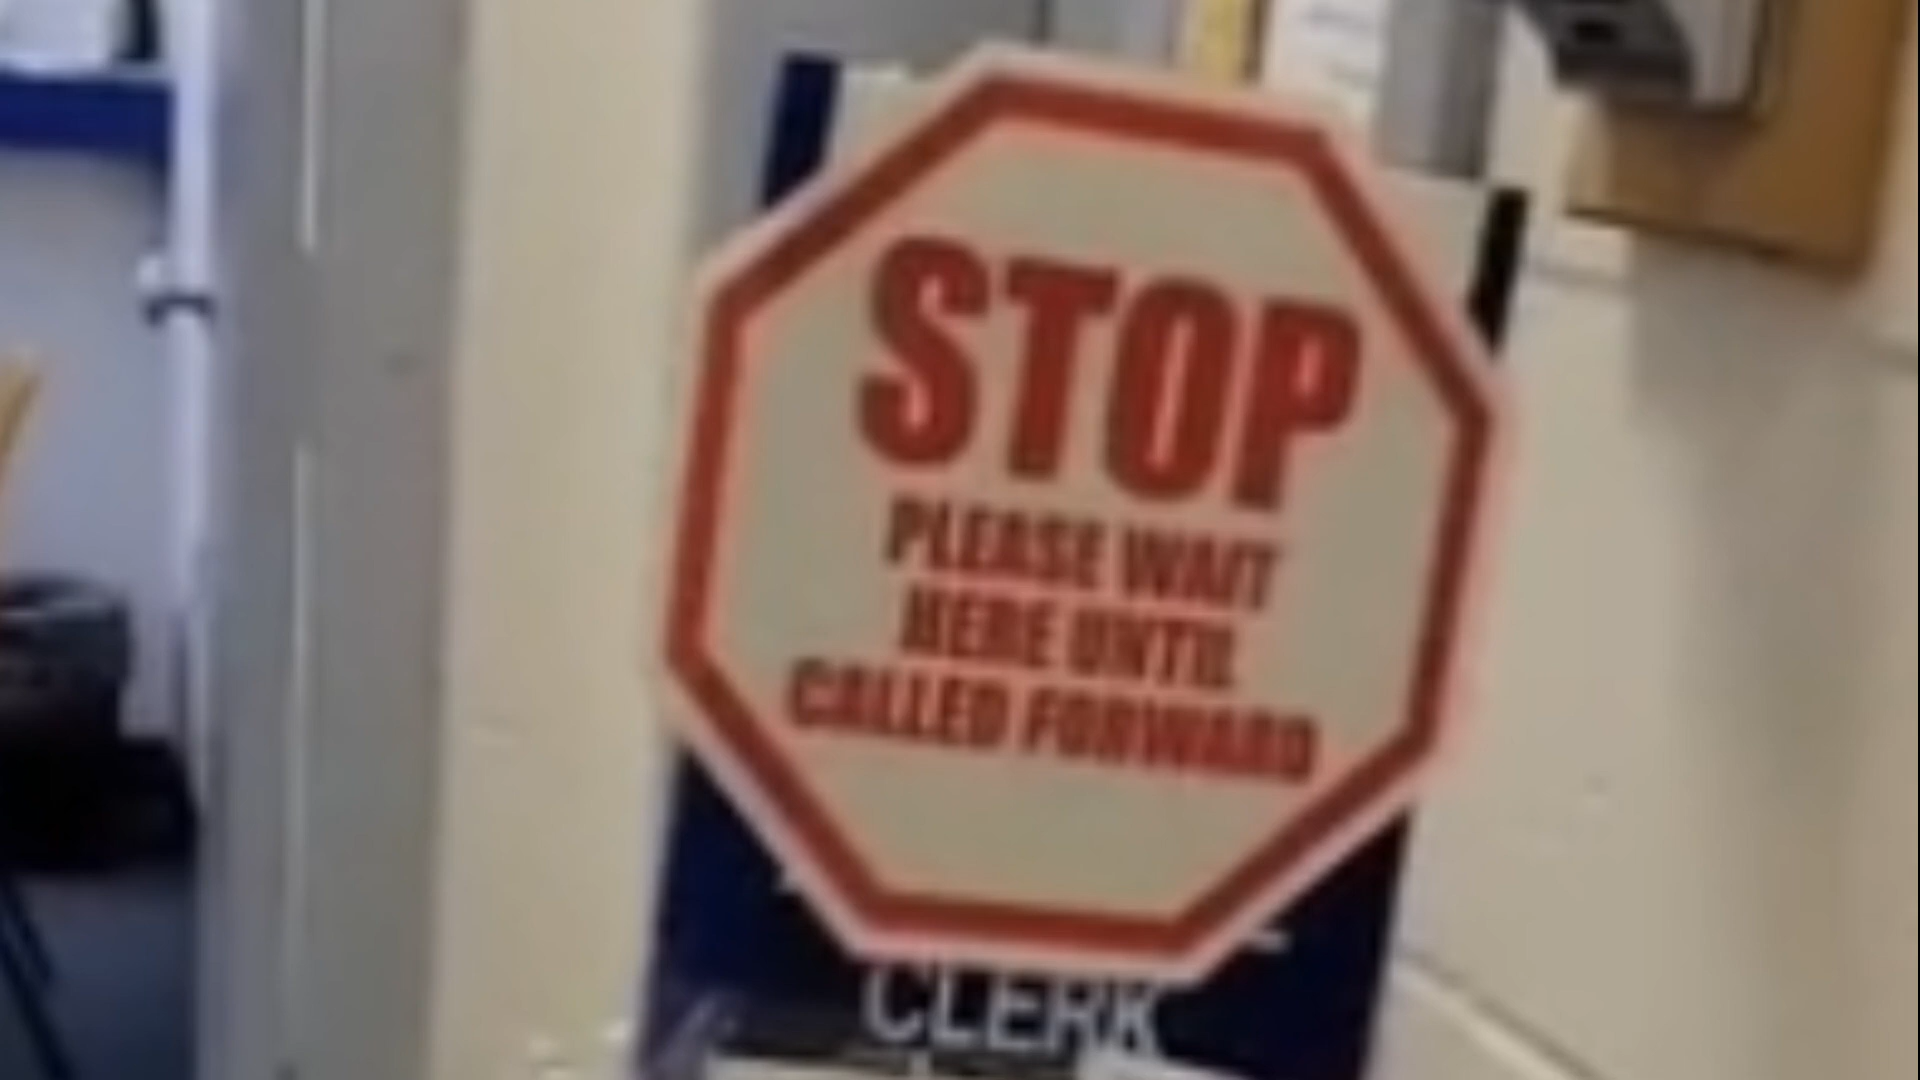 STOP
PLEASE WAIT
HERE UNTIL
CALLED FORWARD
CLERK